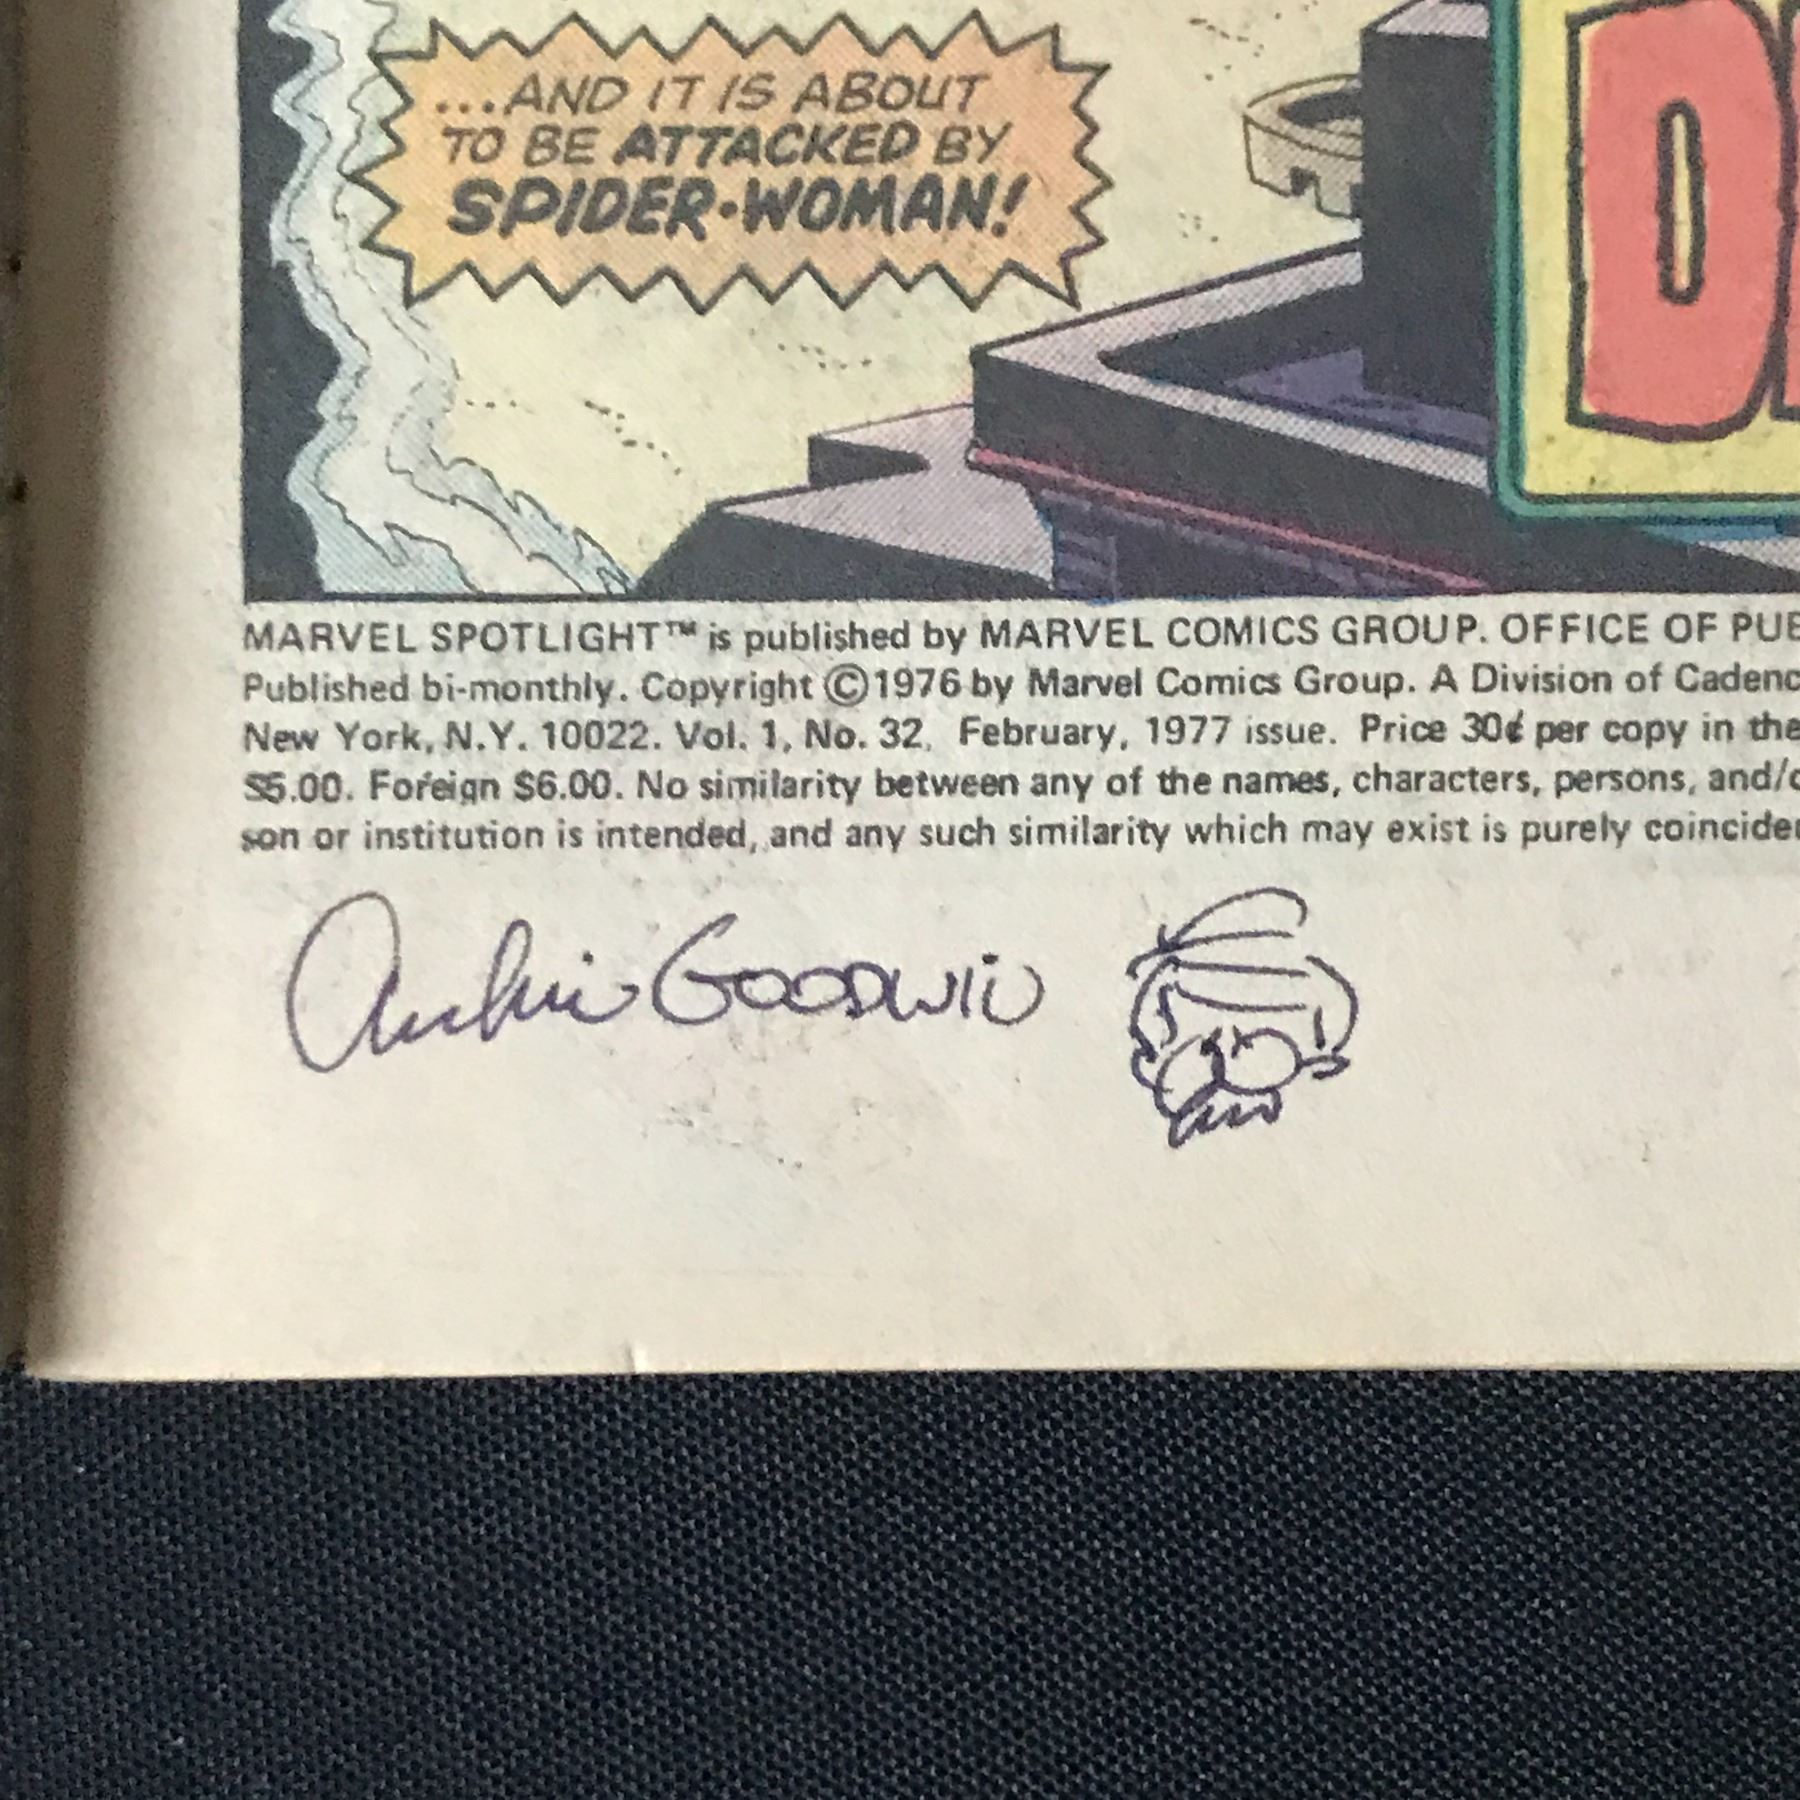 ...AND IT IS ABOUT
TO BE ATTACKED BY
SPIDER-WOMAN!
D
MARVEL SPOTLIGHT™ is published by MARVEL COMICS GROUP. OFFICE OF PUB
Published bi-monthly. Copyright ©1976 by Marvel Comics Group. A Division of Cadenc
New York, N.Y. 10022. Vol. 1, No. 32, February, 1977 issue. Price 30¢ per copy in the
$5.00. Foreign $6.00. No similarity between any of the names, characters, persons, and/o
son or institution is intended, and any such similarity which may exist is purely coinciden
Archie GOODWIN